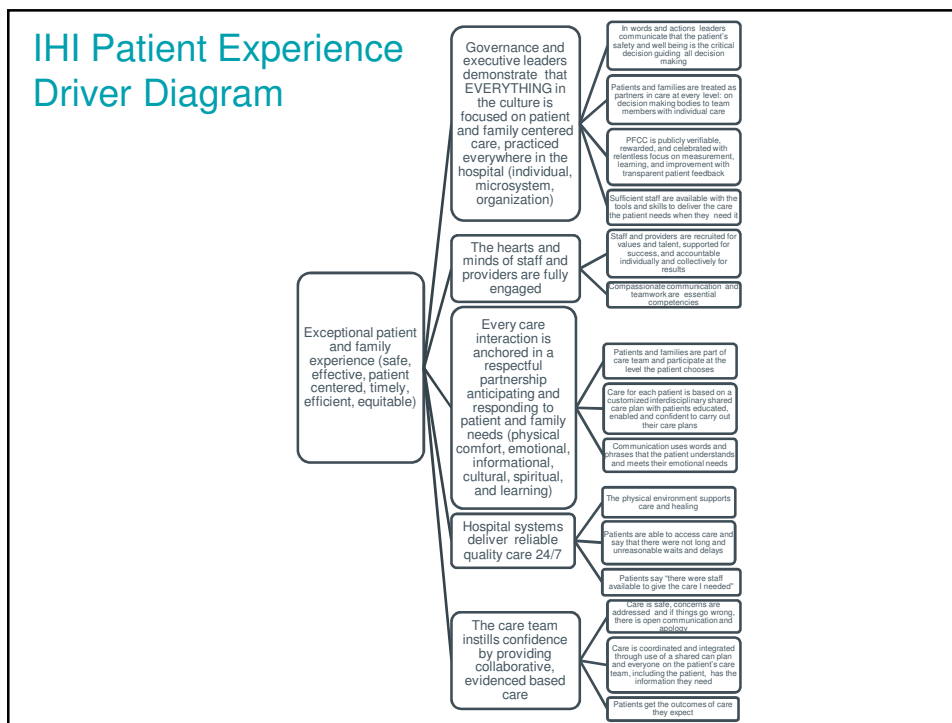 IHI Patient Experience
Driver Diagram
Exceptional patient
and family
experience (safe,
effective, patient
centered, timely,
efficient, equitable)
Governance and
executive leaders
demonstrate that
EVERYTHING in
the culture is
focused on patient
and family centered
care, practiced
everywhere in the
hospital (individual,
microsystem,
organization)
In words and actions leaders
communicate that the patient's
safety and well being is the critical
decision guiding all decision
making
Patients and families are treated as
partners in care at every level: on
decision making bodies to team
members with individual care
PFCC is publicly verifiable,
rewarded, and celebrated with
relentless focus on measurement,
learning, and improvement with
transparent patient feedback
Sufficient staff are available with the
tools and skills to deliver the care
the patient needs when they need it
The hearts and
minds of staff and
providers are fully
engaged
Staff and providers are recruited for
values and talent, supported for
success, and accountable
individually and collectively for
results
Compassionate communication and
teamwork are essential
competencies
Every care
interaction is
anchored in a
respectful
partnership
anticipating and
responding to
patient and family
needs (physical
comfort, emotional,
informational,
cultural, spiritual,
and learning)
Patients and families are part of
care team and participate at the
level the patient chooses
Care for each patient is based on a
customized interdisciplinary shared
care plan with patients educated,
enabled and confident to carry out
their care plans
Communication uses words and
phrases that the patient understands
and meets their emotional needs
Hospital systems
deliver reliable
quality care 24/7
The physical environment supports
care and healing
Patients are able to access care and
say that there were not long and
unreasonable waits and delays
Patients say "there were staff
available to give the care I needed"
The care team
instills confidence
by providing
collaborative,
evidenced based
care
Care is safe, concerns are
addressed and if things go wrong,
there is open communication and
apology
Care is coordinated and integrated
through use of a shared can plan
and everyone on the patient's care
team, including the patient, has the
information they need
Patients get the outcomes of care
they expect